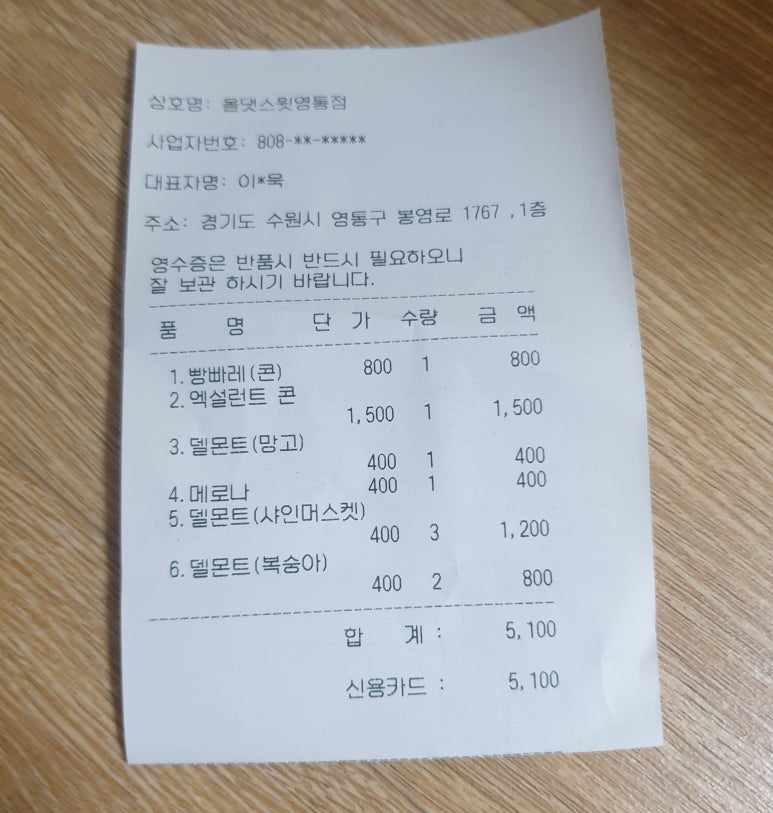 상호명: 올댓스윗영통점
사업자번호: 808-**-*****
대표자명: 이*욱
주소: 경기도 수원시 영통구 봉영로 1767 ,1층
영수증은 반품시 반드시 필요하오니
잘 보관 하시기 바랍니다.
품 명 단 가 수량 금 액
1.빵빠레(콘) 800 1 800
2.엑설런트 콘
1,500 1 1,500
3.델몬트(망고)
400 1 400
4.메로나 400 1 400
5.델몬트(샤인머스켓)
400 3 1,200
6.델몬트(복숭아)
400 2 800
합 계 : 5,100
신용카드 : 5,100